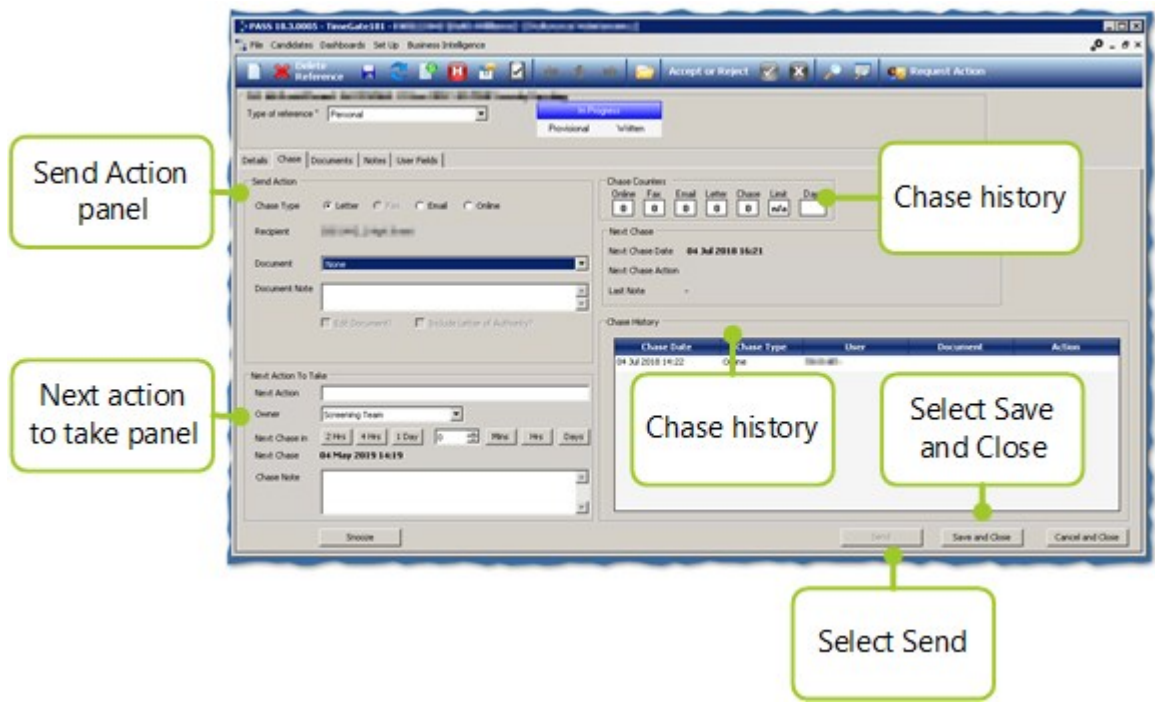 PASS 10.3.0005 - TimeGate101 -
File Candidates Dashboards Set Up Business Intelligence
Delete Reference Accept or Reject Request Action
Type of reference * Personal
In Progress
Provisional Written
Details Chase Documents Notes User Fields
Send Action
panel
Send Action
Chase Type Letter Fax Email Online
Recipient
Document None
Document Note
Edit Document? Include Letter of Authority?
Chase Counters
Online Fax Email Letter Chase Limit
0 0 0 0 0 n/a
Chase history
Next Chase
Next Chase Date 04 Jul 2018 16:21
Next Chase Action
Last Note -
Chase History
Chase Date Chase Type User Document Action
04 Jul 2018 14:22 Online
Chase history
Select Save
and Close
Next action
to take panel
Next Action To Take
Next Action
Owner Screening Team
Next Chase in 2 Hrs 4 Hrs 1 Day 0 Mins Hrs Days
Next Chase 04 May 2019 14:19
Chase Note
Snooze
Send Save and Close Cancel and Close
Select Send